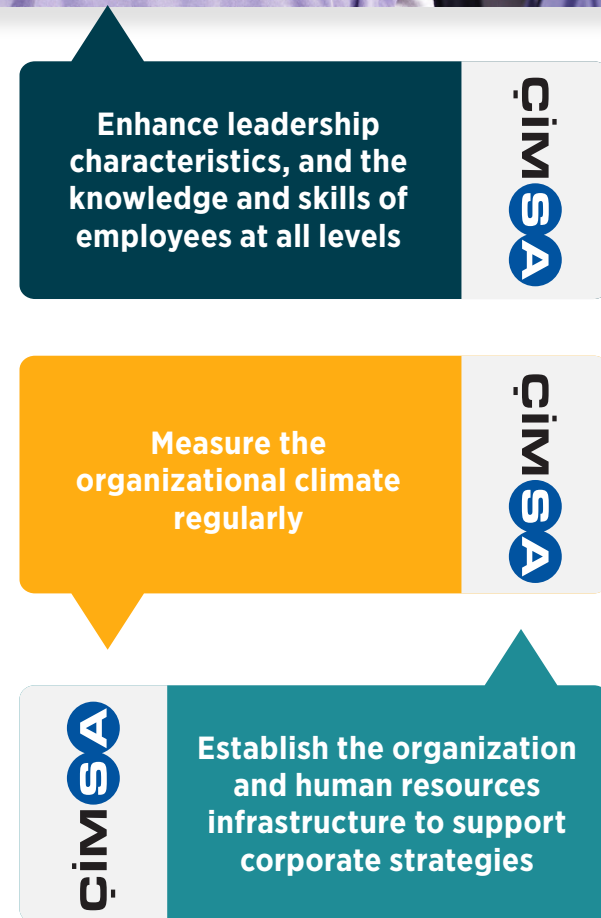 Enhance leadership
characteristics, and the
knowledge and skills of
employees at all levels
ÇİMSA
Measure the
organizational climate
regularly
ÇİMSA
ÇİMSA
Establish the organization
and human resources
infrastructure to support
corporate strategies